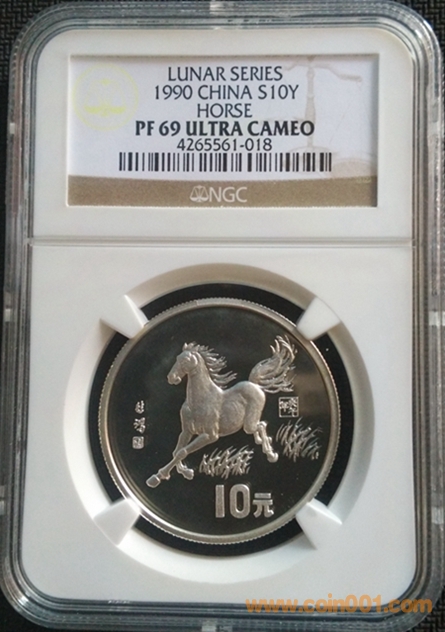 LUNAR SERIES
1990 CHINA S10Y
HORSE
PF 69 ULTRA CAMEO
4265561-018
NGC
10元
www.coin001.com